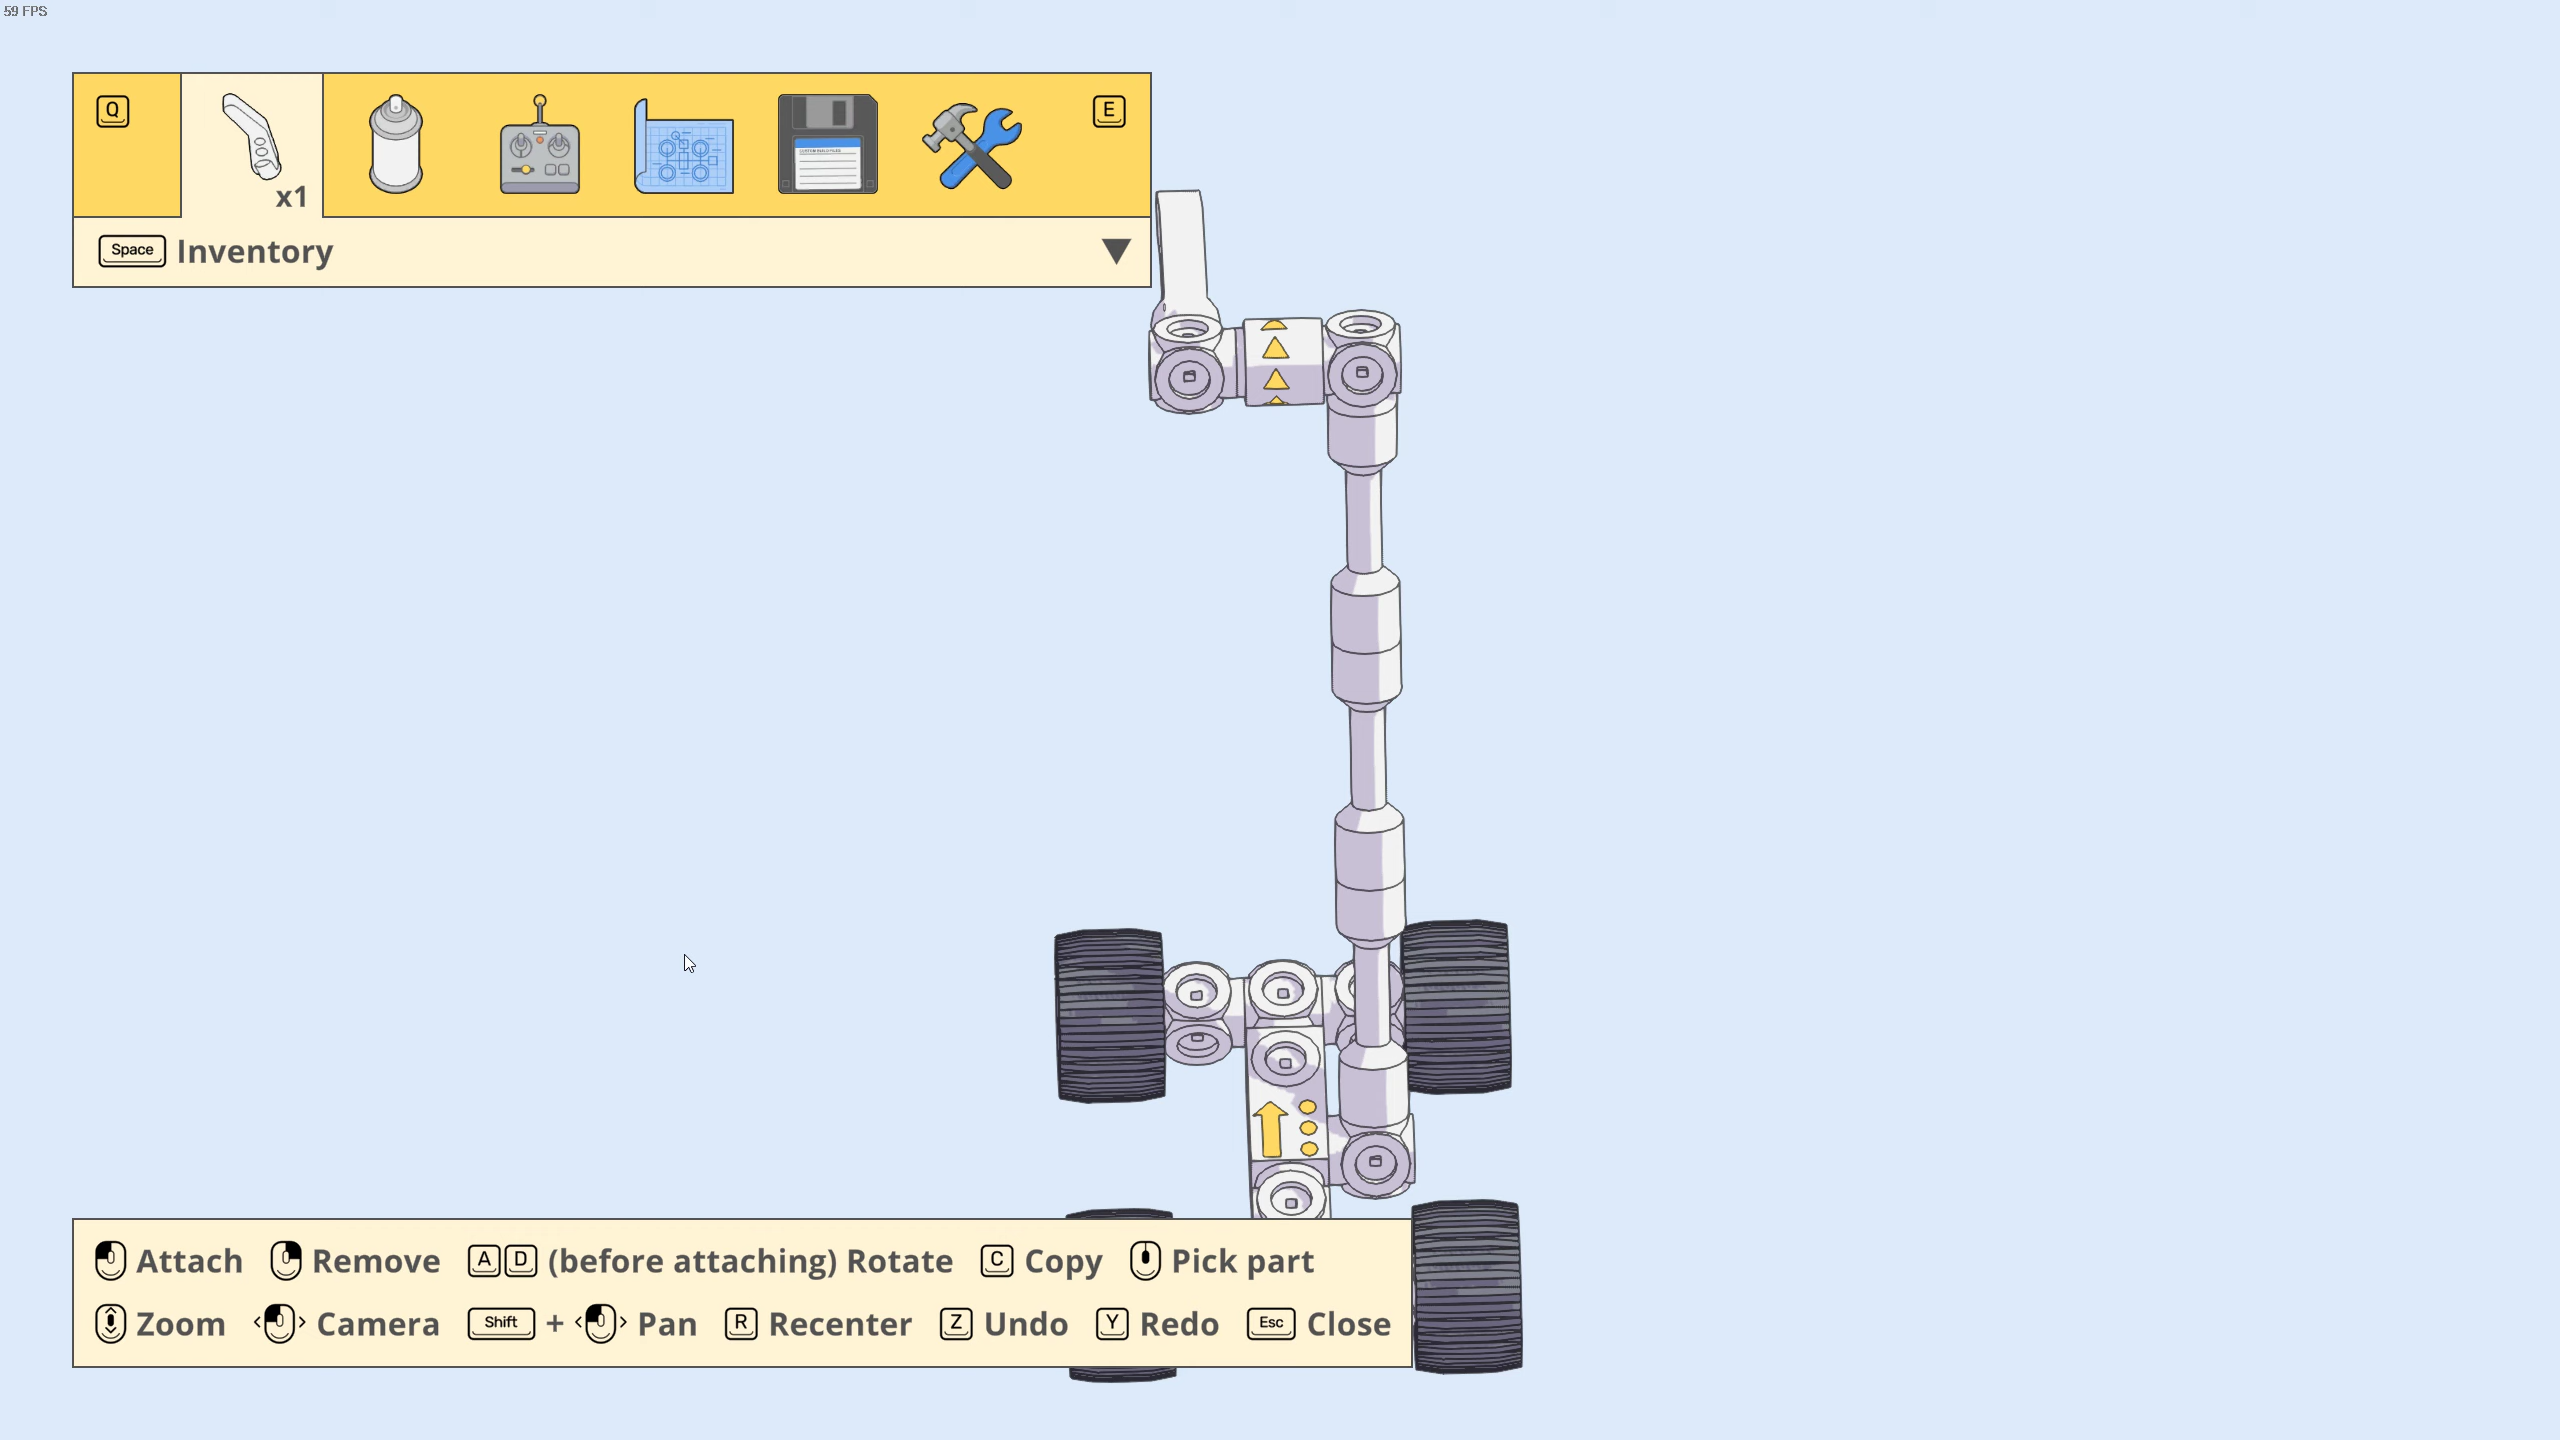 59 FPS
Q
x1
E
Space Inventory
Attach Remove A D (before attaching) Rotate C Copy Pick part
Zoom Camera Shift + Pan R Recenter Z Undo Y Redo Esc Close